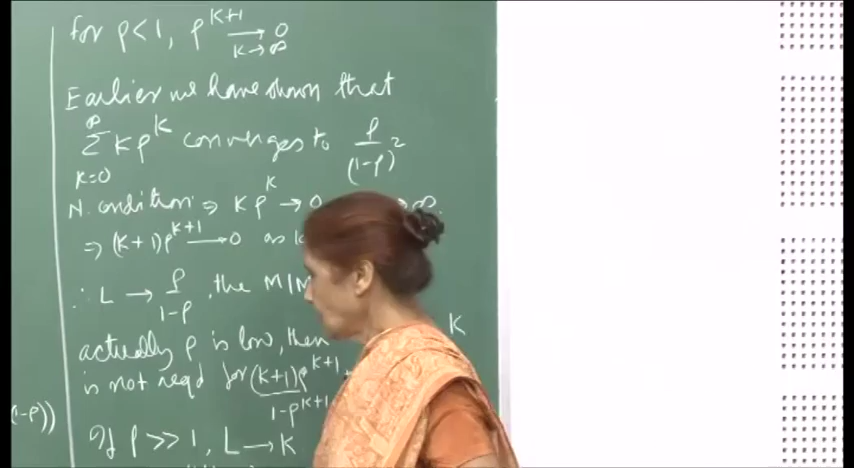 for ρ<1, ρ^{K+1} → 0
K→∞
Earlier we have shown that
∞
Σ Kρ^K converges to ρ/(1-ρ)²
K=0
N. condition ⇒ Kρ^K → 0 → ∞
⇒ (K+1)ρ^{K+1} → 0 as K
∴ L → ρ/(1-ρ), the M/M/
actually ρ is low, then K
is not reqd for (K+1)ρ^{K+1}
1-ρ^{K+1}
(1-ρ))
If ρ >> 1, L → K